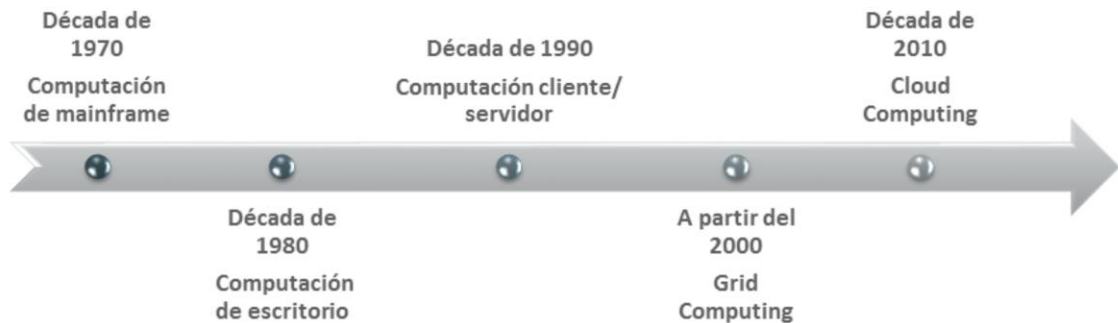 Década de
1970
Computación
de mainframe
Década de
1980
Computación
de escritorio
Década de 1990
Computación cliente/
servidor
A partir del
2000
Grid
Computing
Década de
2010
Cloud
Computing